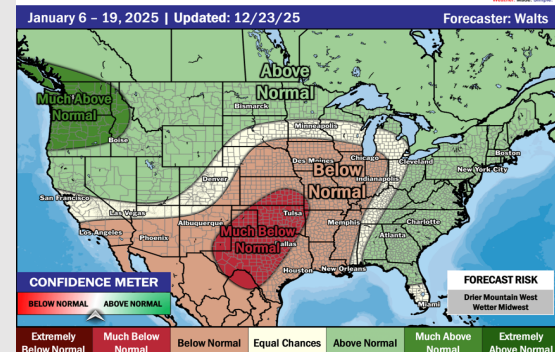 January 6 – 19, 2025 | Updated: 12/23/25
Forecaster: Walts
Above
Normal
Much Above
Normal
Bismarck
Minneapolis
Boise
Boston
Des Moines
Chicago
Cleveland
New York City
Below
Normal
Indianapolis
Denver
San Francisco
Las Vegas
Tulsa
Albuquerque
Memphis
Charlotte
Los Angeles
Phoenix
Much Below
Normal
Dallas
Atlanta
Houston
New Orleans
Miami
CONFIDENCE METER
BELOW NORMAL
ABOVE NORMAL
FORECAST RISK
Drier Mountain West
Wetter Midwest
Extremely
Below Normal
Much Below
Normal
Below Normal
Equal Chances
Above Normal
Much Above
Normal
Extremely
Above Normal